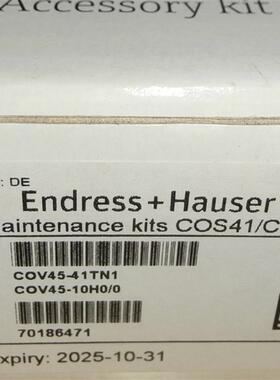 Accessory kit
: DE
Endress+Hauser
aintenance kits COS41/C
COV45-41TN1
COV45-10H0/0
70186471
xpiry: 2025-10-31